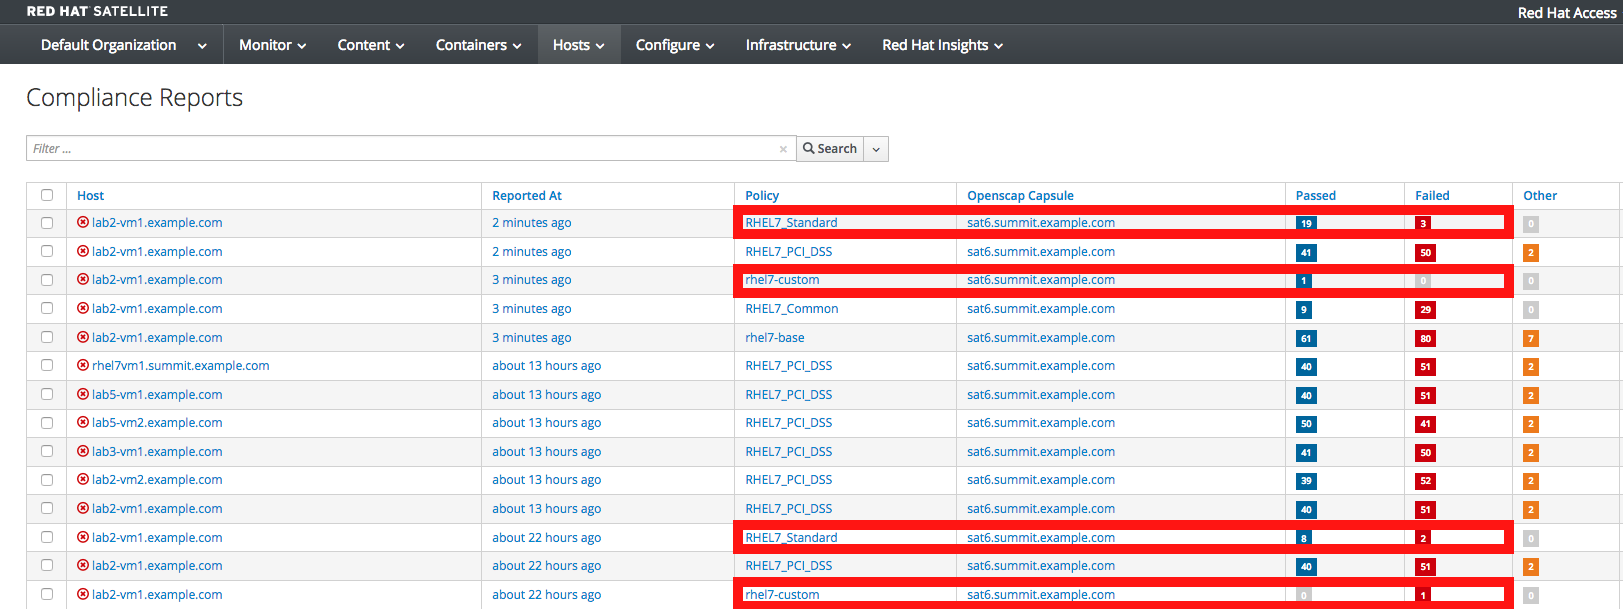 RED HAT SATELLITE
Red Hat Access
Default Organization Monitor Content Containers Hosts Configure Infrastructure Red Hat Insights
Compliance Reports
Filter ... × Search
Host Reported At Policy Openscap Capsule Passed Failed Other
lab2-vm1.example.com 2 minutes ago RHEL7_Standard sat6.summit.example.com 19 3 0
lab2-vm1.example.com 2 minutes ago RHEL7_PCI_DSS sat6.summit.example.com 41 50 2
lab2-vm1.example.com 3 minutes ago rhel7-custom sat6.summit.example.com 1 0 0
lab2-vm1.example.com 3 minutes ago RHEL7_Common sat6.summit.example.com 9 29 0
lab2-vm1.example.com 3 minutes ago rhel7-base sat6.summit.example.com 61 80 7
rhel7vm1.summit.example.com about 13 hours ago RHEL7_PCI_DSS sat6.summit.example.com 40 51 2
lab5-vm1.example.com about 13 hours ago RHEL7_PCI_DSS sat6.summit.example.com 40 51 2
lab5-vm2.example.com about 13 hours ago RHEL7_PCI_DSS sat6.summit.example.com 50 41 2
lab3-vm1.example.com about 13 hours ago RHEL7_PCI_DSS sat6.summit.example.com 41 50 2
lab2-vm2.example.com about 13 hours ago RHEL7_PCI_DSS sat6.summit.example.com 39 52 2
lab2-vm1.example.com about 13 hours ago RHEL7_PCI_DSS sat6.summit.example.com 40 51 2
lab2-vm1.example.com about 22 hours ago RHEL7_Standard sat6.summit.example.com 8 2 0
lab2-vm1.example.com about 22 hours ago RHEL7_PCI_DSS sat6.summit.example.com 40 51 2
lab2-vm1.example.com about 22 hours ago rhel7-custom sat6.summit.example.com 0 1 0